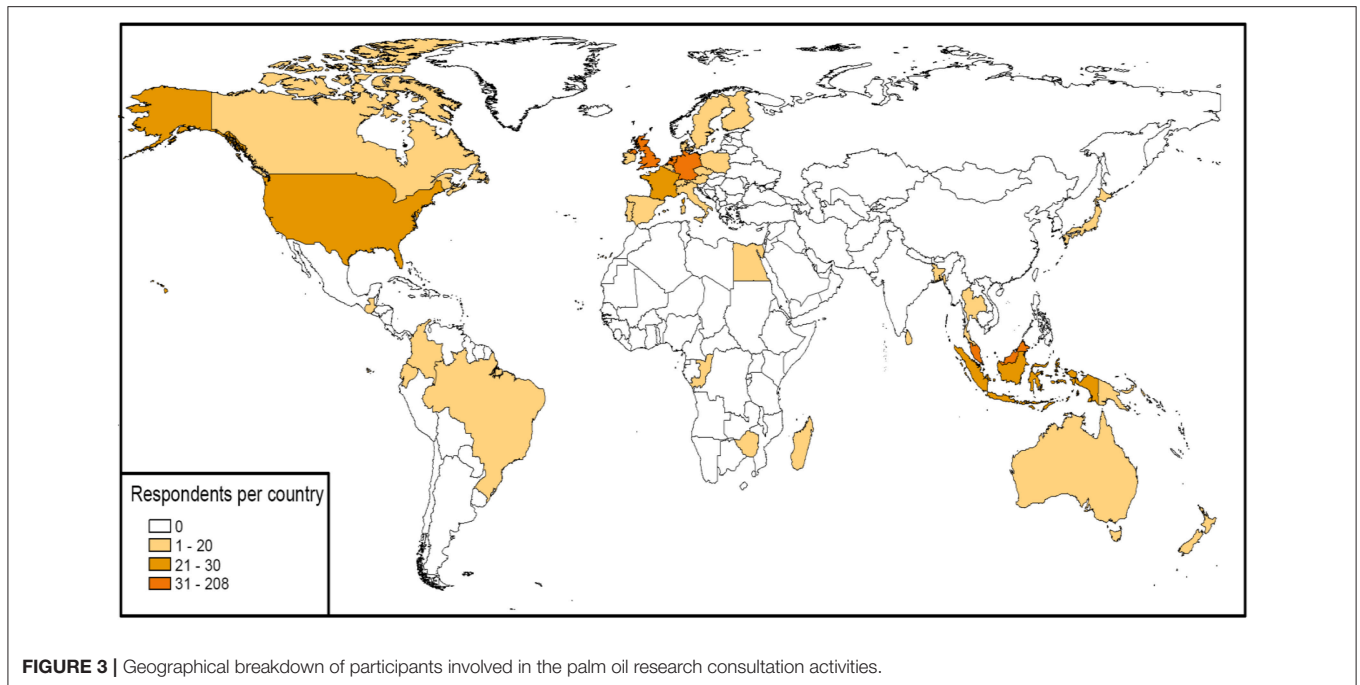 Respondents per country
0
1 - 20
21 - 30
31 - 208
FIGURE 3 | Geographical breakdown of participants involved in the palm oil research consultation activities.